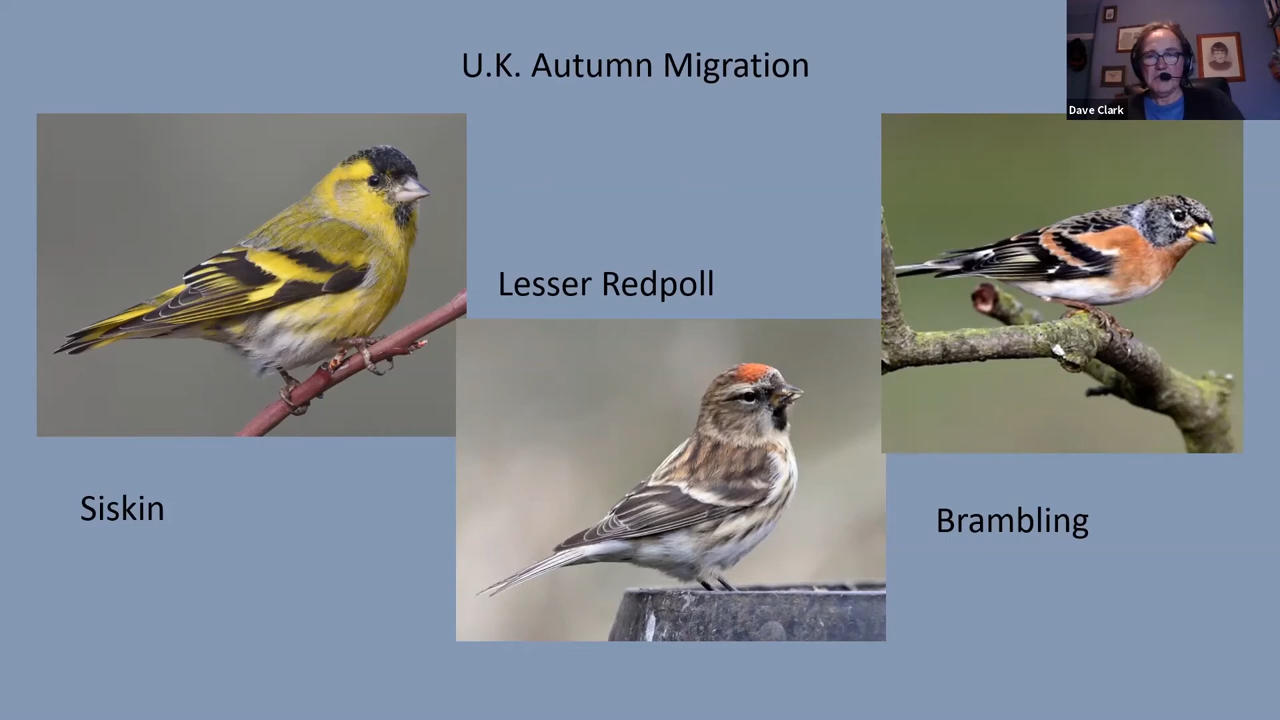 U.K. Autumn Migration
Dave Clark
Lesser Redpoll
Siskin
Brambling